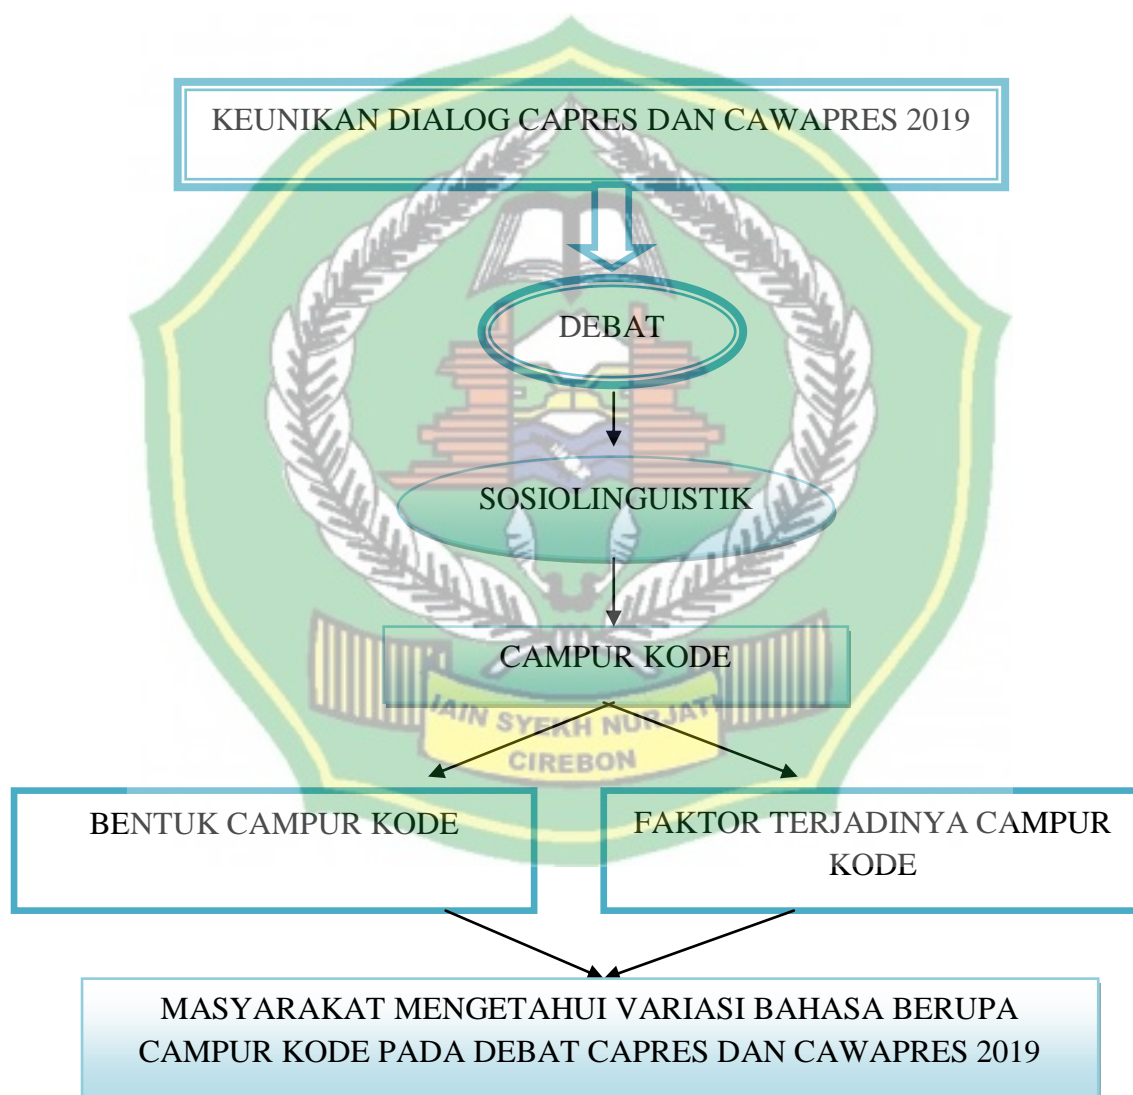 KEUNIKAN DIALOG CAPRES DAN CAWAPRES 2019
DEBAT
SOSIOLINGUISTIK
CAMPUR KODE
IAIN SYEKH NURJATI
CIREBON
BENTUK CAMPUR KODE
FAKTOR TERJADINYA CAMPUR
KODE
MASYARAKAT MENGETAHUI VARIASI BAHASA BERUPA
CAMPUR KODE PADA DEBAT CAPRES DAN CAWAPRES 2019